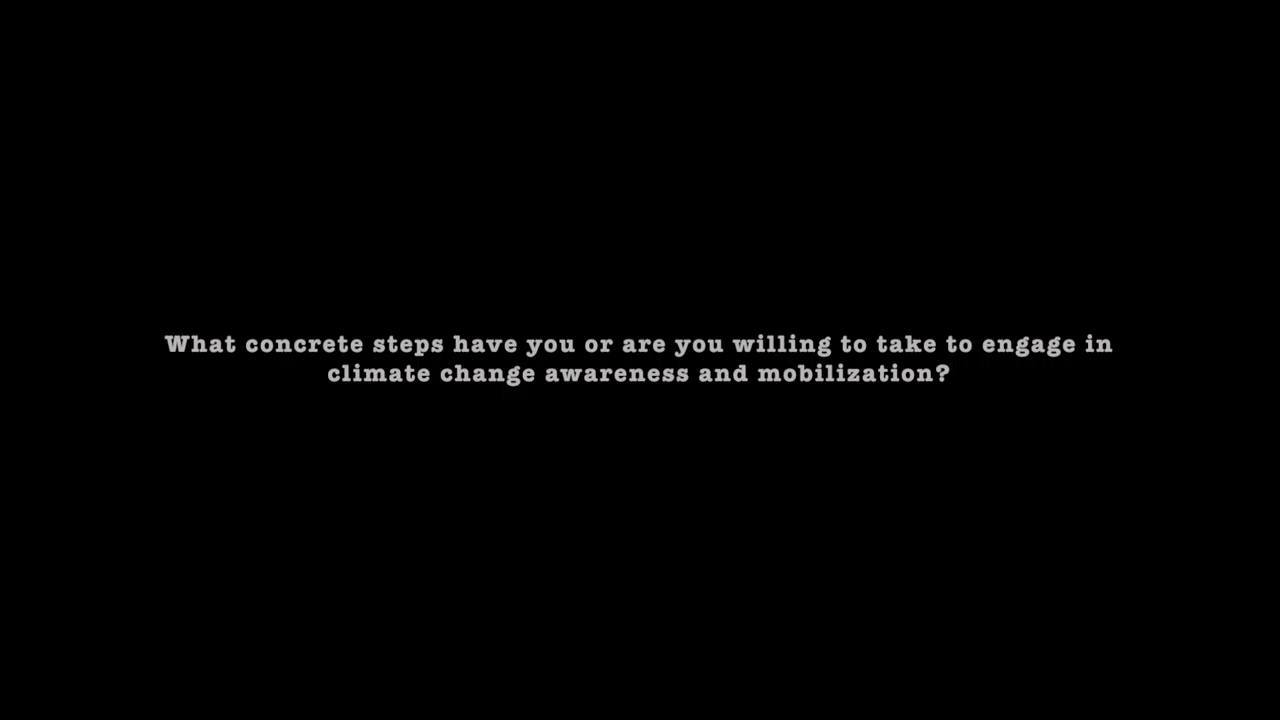 What concrete steps have you or are you willing to take to engage in
climate change awareness and mobilization?